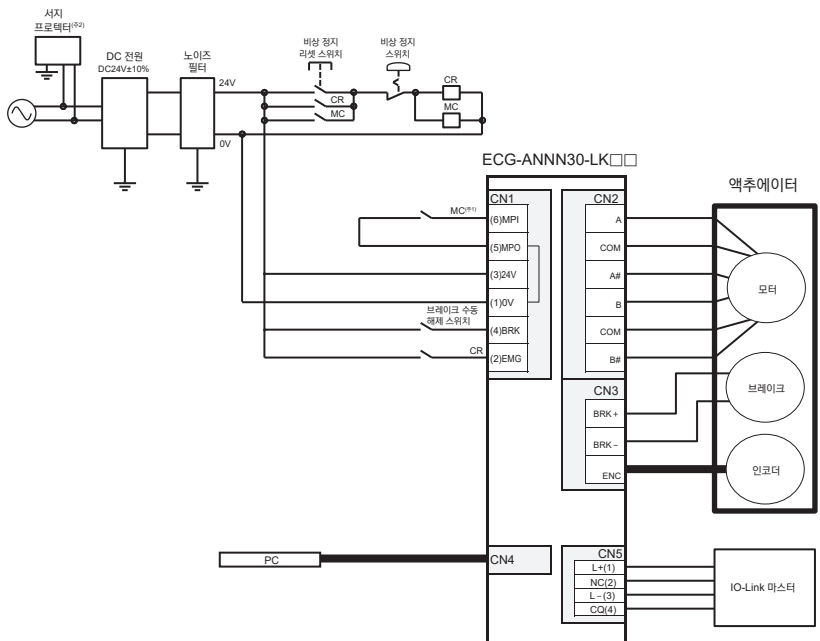 서지
프로텍터(주2)
DC 전원
DC24V±10%
노이즈
필터
24V
0V
비상 정지
리셋 스위치
비상 정지
스위치
CR
MC
CR
MC
ECG-ANNN30-LK□□
액추에이터
CN1
MC(주1)
(6)MPI
(5)MPO
(3)24V
(1)0V
브레이크 수동
해제 스위치
(4)BRK
CR
(2)EMG
CN2
A
COM
A#
B
COM
B#
모터
CN3
BRK+
BRK−
ENC
브레이크
인코더
PC
CN4
CN5
L+(1)
NC(2)
L−(3)
CQ(4)
IO-Link 마스터